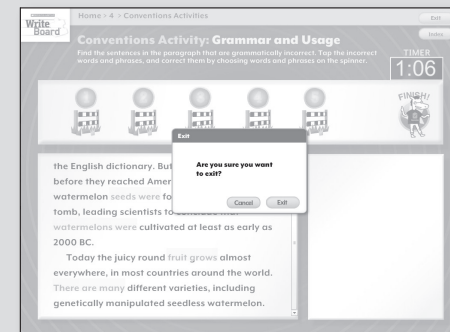 Write
Board
Home > 4 > Conventions Activities
Exit
Index
Conventions Activity: Grammar and Usage
Find the sentences in the paragraph that are grammatically incorrect. Tap the incorrect
words and phrases, and correct them by choosing words and phrases on the spinner.
TIMER
1:06
FINISH!
Exit
Are you sure you want
to exit?
Cancel
Exit
the English dictionary. But
before they reached Amer
watermelon seeds were fo
tomb, leading scientists to conclude that
watermelons were cultivated at least as early as
2000 BC.
Today the juicy round fruit grows almost
everywhere, in most countries around the world.
There are many different varieties, including
genetically manipulated seedless watermelon.